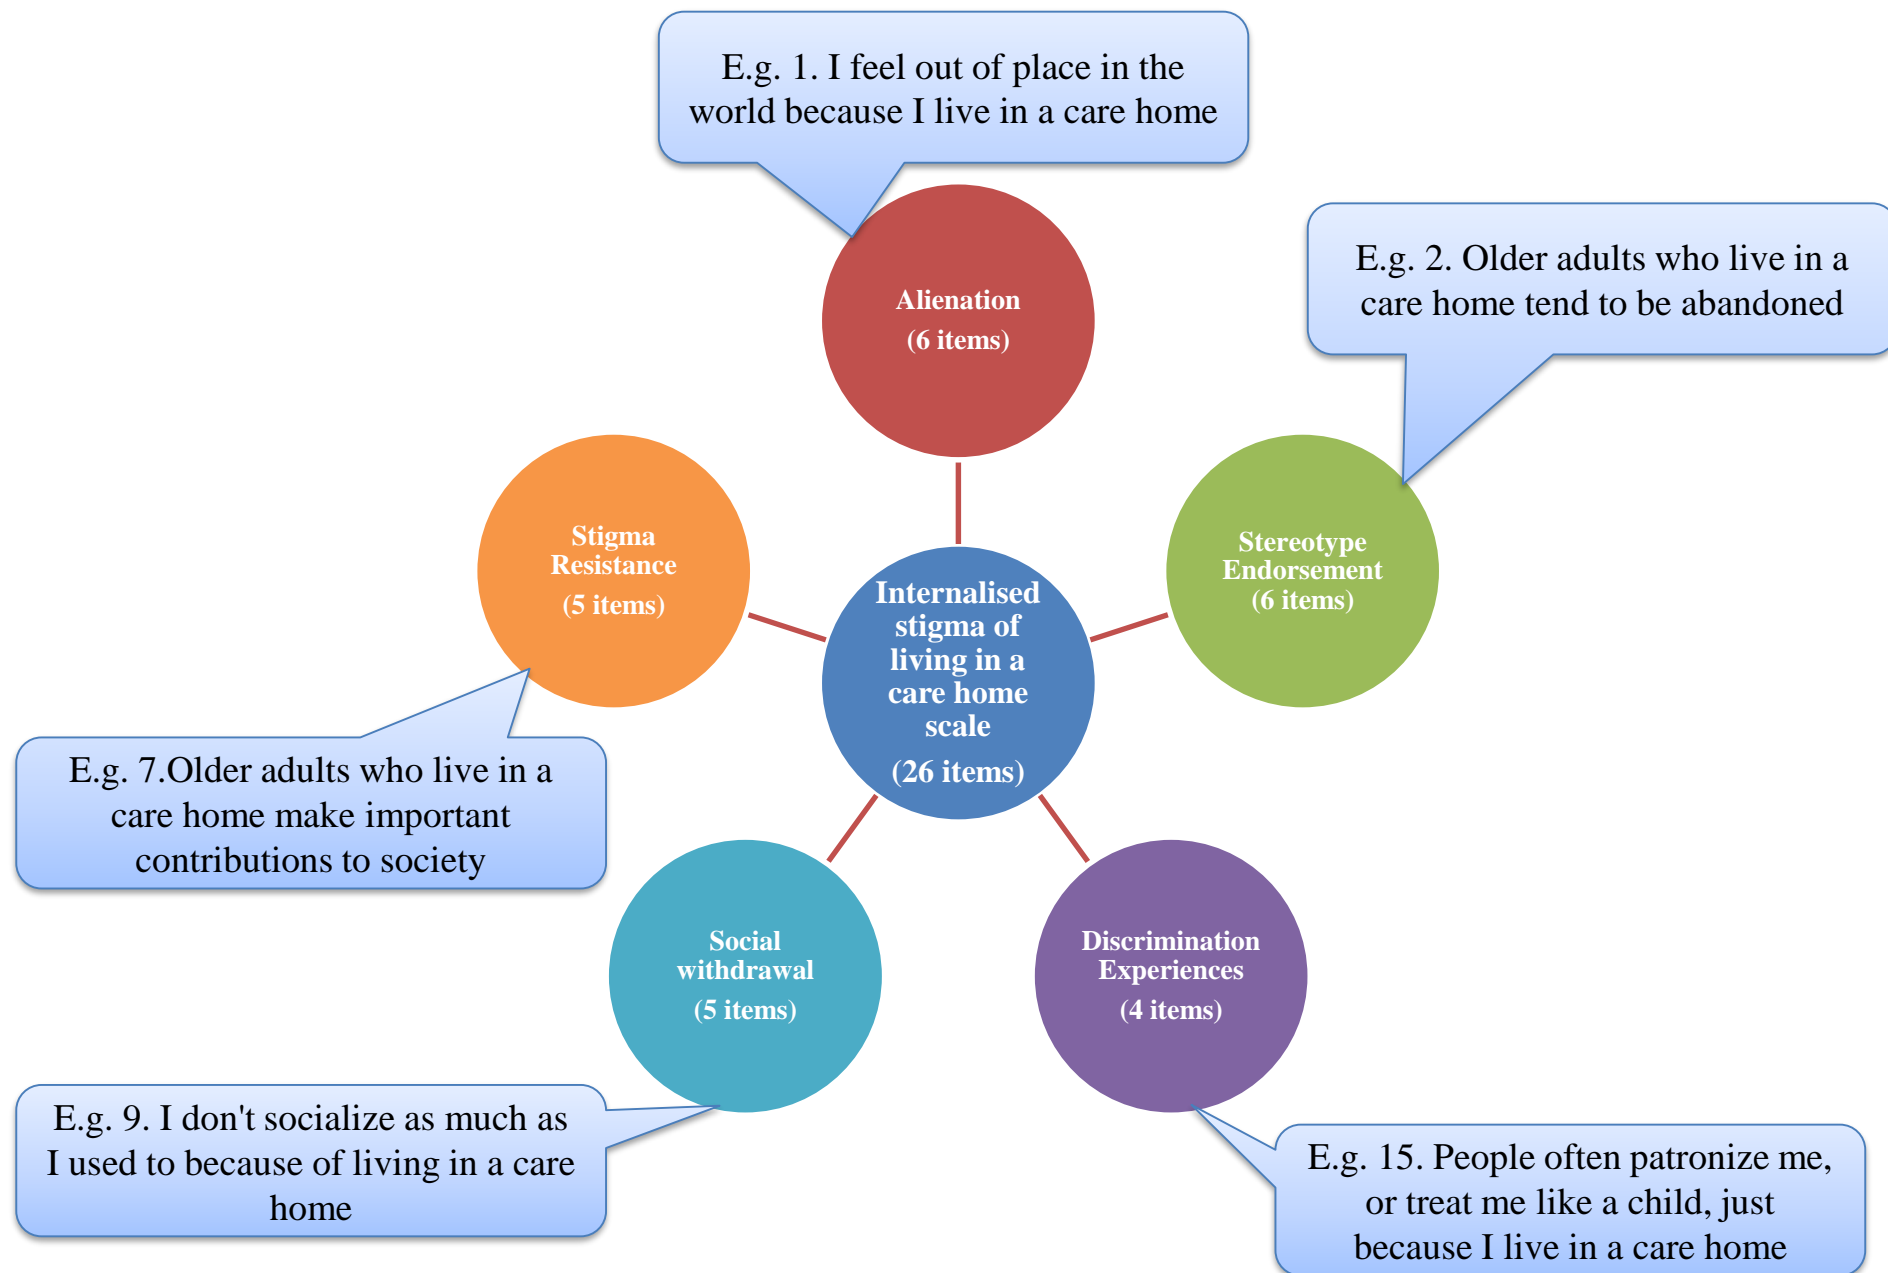 E.g. 1. I feel out of place in the
world because I live in a care home
E.g. 2. Older adults who live in a
care home tend to be abandoned
Alienation
(6 items)
Stigma
Resistance
(5 items)
Stereotype
Endorsement
(6 items)
Internalised
stigma of
living in a
care home
scale
(26 items)
E.g. 7.Older adults who live in a
care home make important
contributions to society
Social
withdrawal
(5 items)
Discrimination
Experiences
(4 items)
E.g. 9. I don't socialize as much as
I used to because of living in a care
home
E.g. 15. People often patronize me,
or treat me like a child, just
because I live in a care home